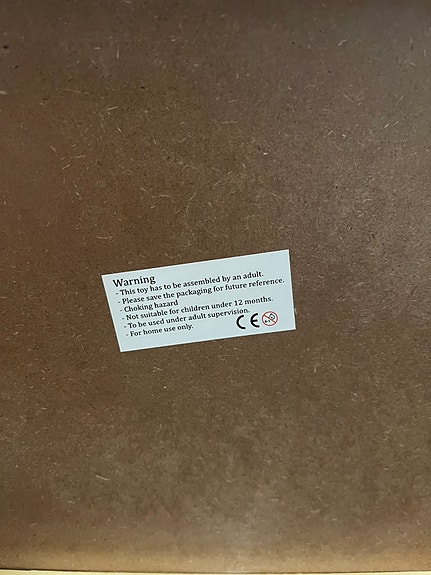 Warning
- This toy has to be assembled by an adult.
- Please save the packaging for future reference.
- Choking hazard
- Not suitable for children under 12 months.
- To be used under adult supervision.
- For home use only.
CE